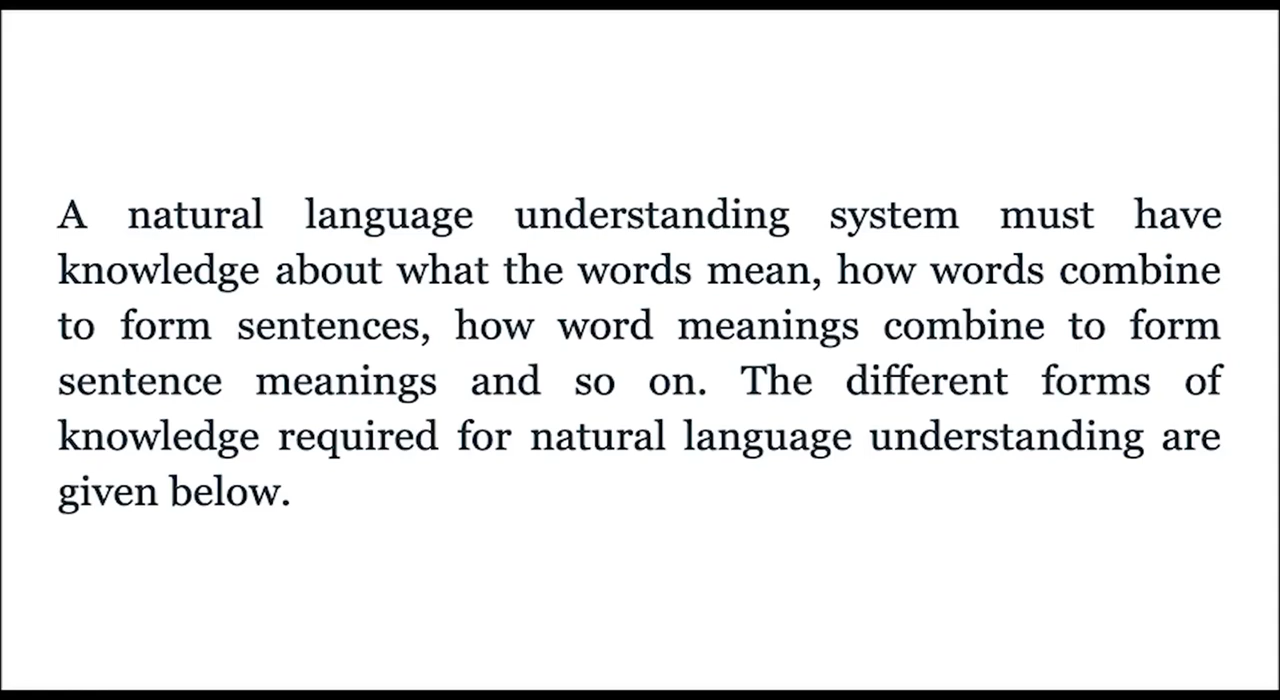 A natural language understanding system must have
knowledge about what the words mean, how words combine
to form sentences, how word meanings combine to form
sentence meanings and so on. The different forms of
knowledge required for natural language understanding are
given below.